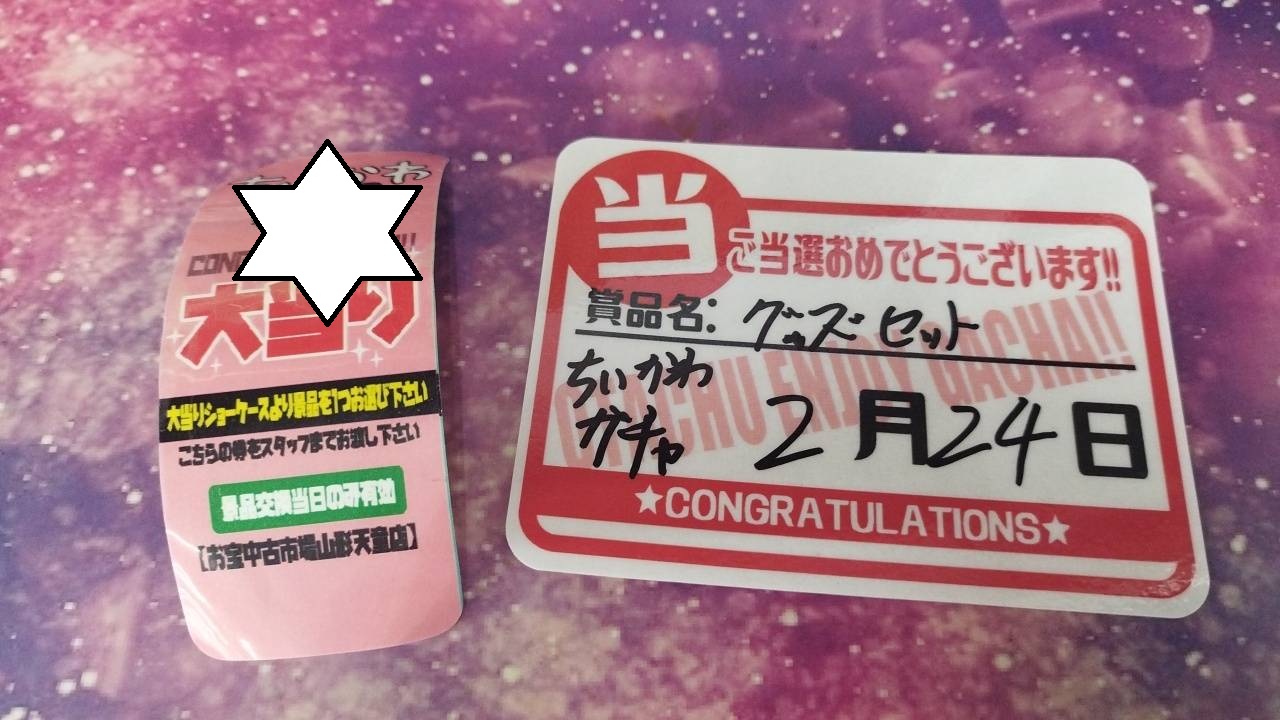 大当り
大当りショーケースより景品を1つお選び下さい
こちらの券をスタッフまでお渡し下さい
景品交換当日のみ有効
【お宝中古市場山形天童店】
当
ご当選おめでとうございます!!
賞品名: グッズセット
ちいかわ
ガチャ
2月24日
★CONGRATULATIONS★